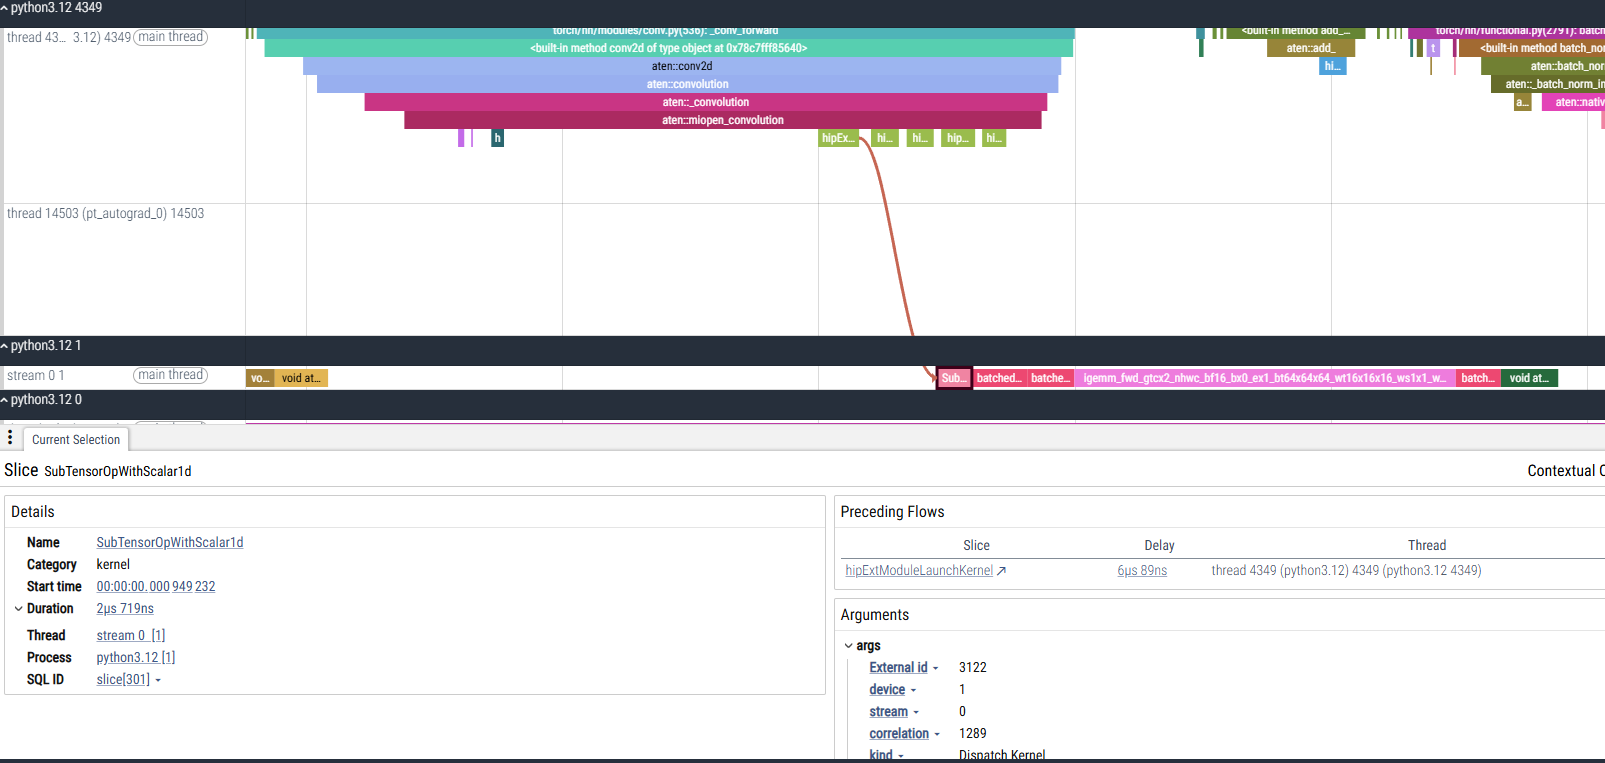 python3.12 4349
thread 43... 3.12) 4349 main thread
torch/nn/modules/conv.py(536): _conv_forward
<built-in method add_...
torch/nn/functional.py(2791): batch
<built-in method conv2d of type object at 0x78c7fff85640>
aten::add_
t
<built-in method batch_no
aten::conv2d
hi...
aten::batch_nor
aten::convolution
aten::_batch_norm_in
aten::_convolution
a...
aten::nativ
aten::miopen_convolution
h
hipEx...
hi...
hi...
hip...
hi...
thread 14503 (pt_autograd_0) 14503
python3.12 1
stream 0 1 main thread
vo...
void at...
Sub...
batched...
batche...
igemm_fwd_gtcx2_nhwc_bf16_bx0_ex1_bt64x64x64_wt16x16x16_ws1x1_w...
batch...
void at...
python3.12 0
Current Selection
Slice SubTensorOpWithScalar1d
Contextual O
Details
Name SubTensorOpWithScalar1d
Category kernel
Start time 00:00:00.000 949 232
Duration 2µs 719ns
Thread stream 0 [1]
Process python3.12 [1]
SQL ID slice[301]
Preceding Flows
Slice Delay Thread
hipExtModuleLaunchKernel 6µs 89ns thread 4349 (python3.12) 4349 (python3.12 4349)
Arguments
args
External id 3122
device 1
stream 0
correlation 1289
kind Dispatch Kernel